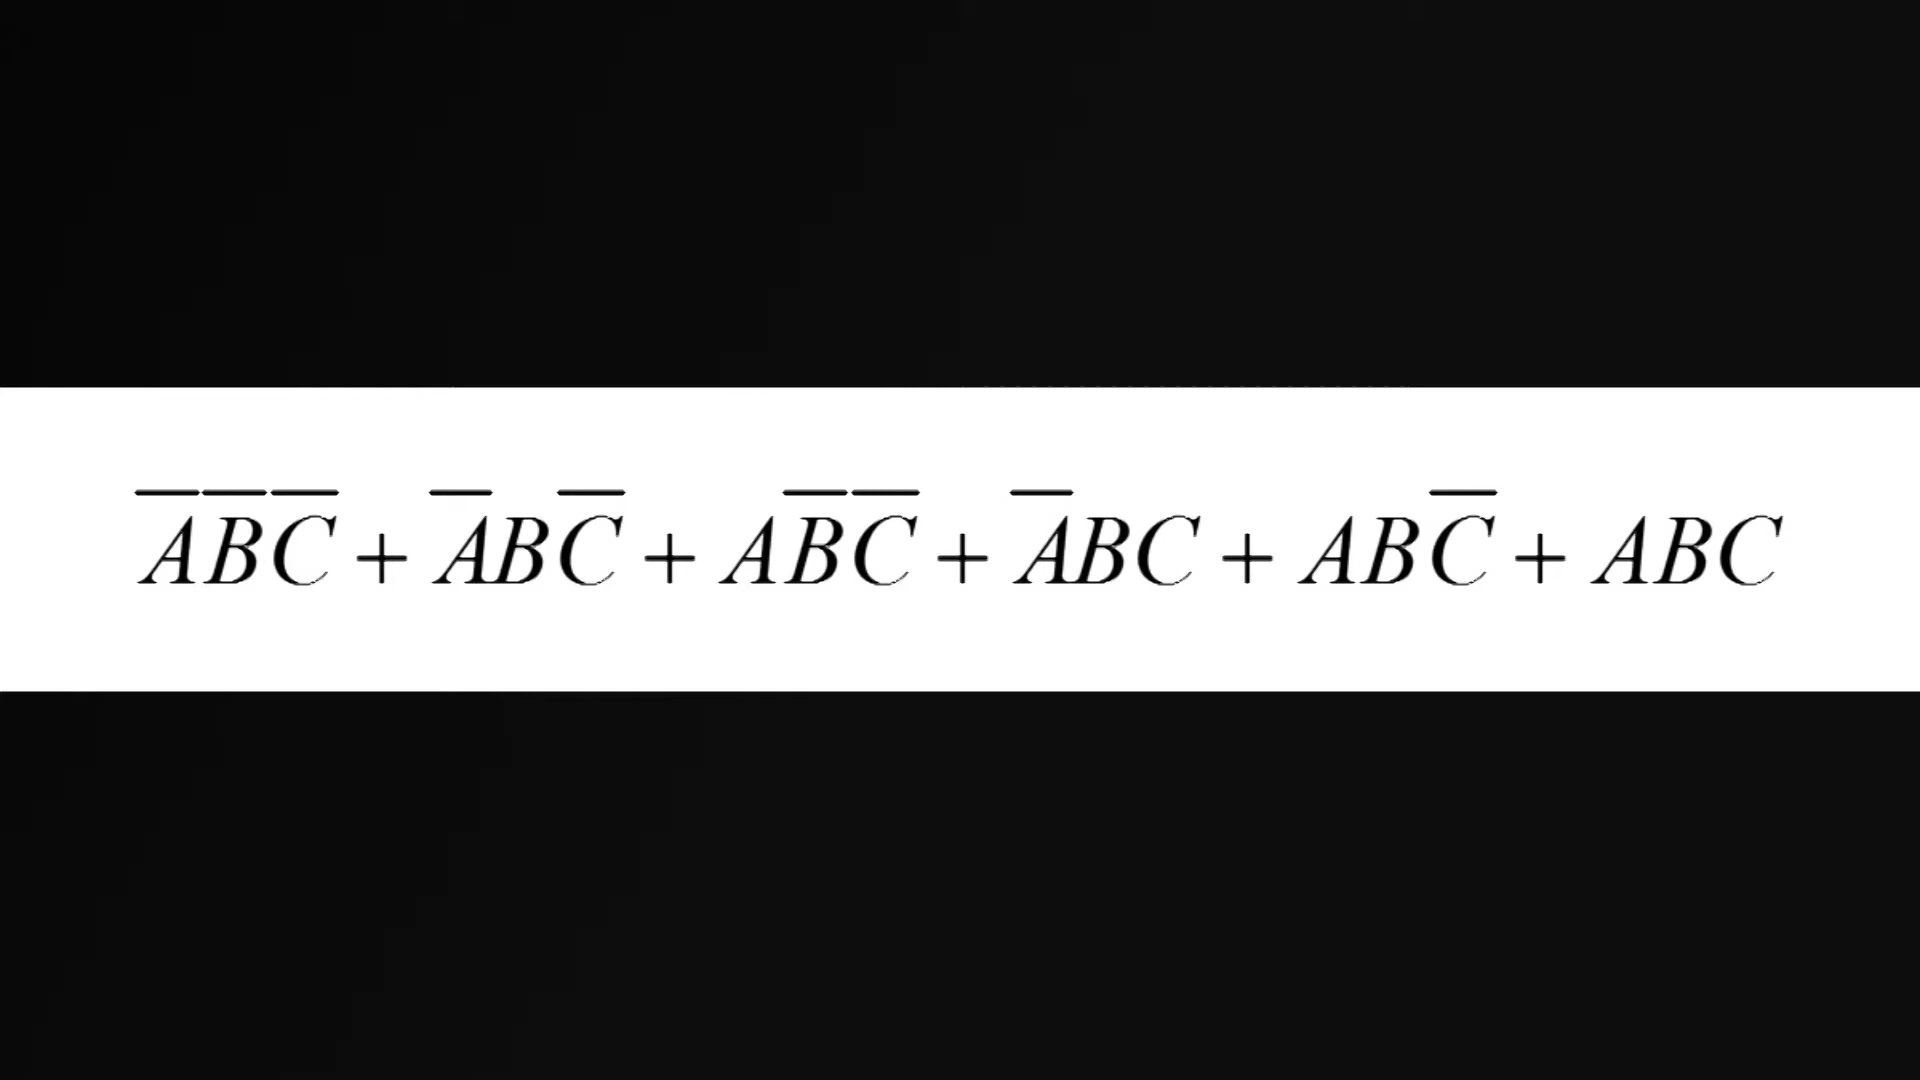 A̅B̅C̅ + A̅BC̅ + AB̅C̅ + A̅BC + ABC̅ + ABC